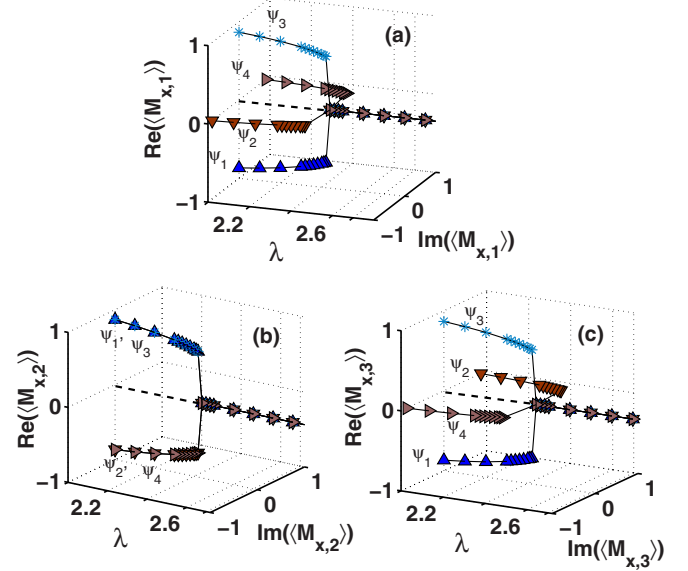 (a)
ψ3
ψ4
ψ2
ψ1
Re(⟨Mx,1⟩)
1
0
−1
2.2
2.6
λ
−1
0
1
Im(⟨Mx,1⟩)
(b)
ψ1, ψ3
ψ2, ψ4
Re(⟨Mx,2⟩)
1
0
−1
2.2
2.6
λ
−1
0
1
Im(⟨Mx,2⟩)
(c)
ψ3
ψ2
ψ4
ψ1
Re(⟨Mx,3⟩)
1
0
−1
2.2
2.6
λ
−1
0
1
Im(⟨Mx,3⟩)